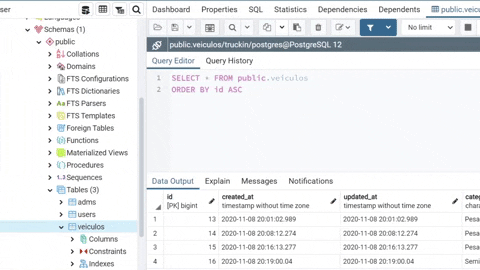 ser
Dashboard Properties SQL Statistics Dependencies Dependents public.veic
Languages
Schemas (1)
public
Collations
Domains
FTS Configurations
FTS Dictionaries
Aa FTS Parsers
FTS Templates
Foreign Tables
Functions
Materialized Views
Procedures
1..3 Sequences
Tables (3)
adms
users
veiculos
Columns
Constraints
Indexes
No limit
public.veiculos/truckin/postgres@PostgreSQL 12
Query Editor Query History
1 SELECT * FROM public.veiculos
2 ORDER BY id ASC
Data Output Explain Messages Notifications
id created_at updated_at categ
[PK] bigint timestamp without time zone timestamp without time zone chara
1 13 2020-11-08 20:01:02.989 2020-11-08 20:01:02.989 Pesa
2 14 2020-11-08 20:08:12.274 2020-11-08 20:08:12.274 Pesa
3 15 2020-11-08 20:16:13.277 2020-11-08 20:16:13.277 Pesa
4 16 2020-11-08 20:19:00.04 2020-11-08 20:19:00.04 Semi